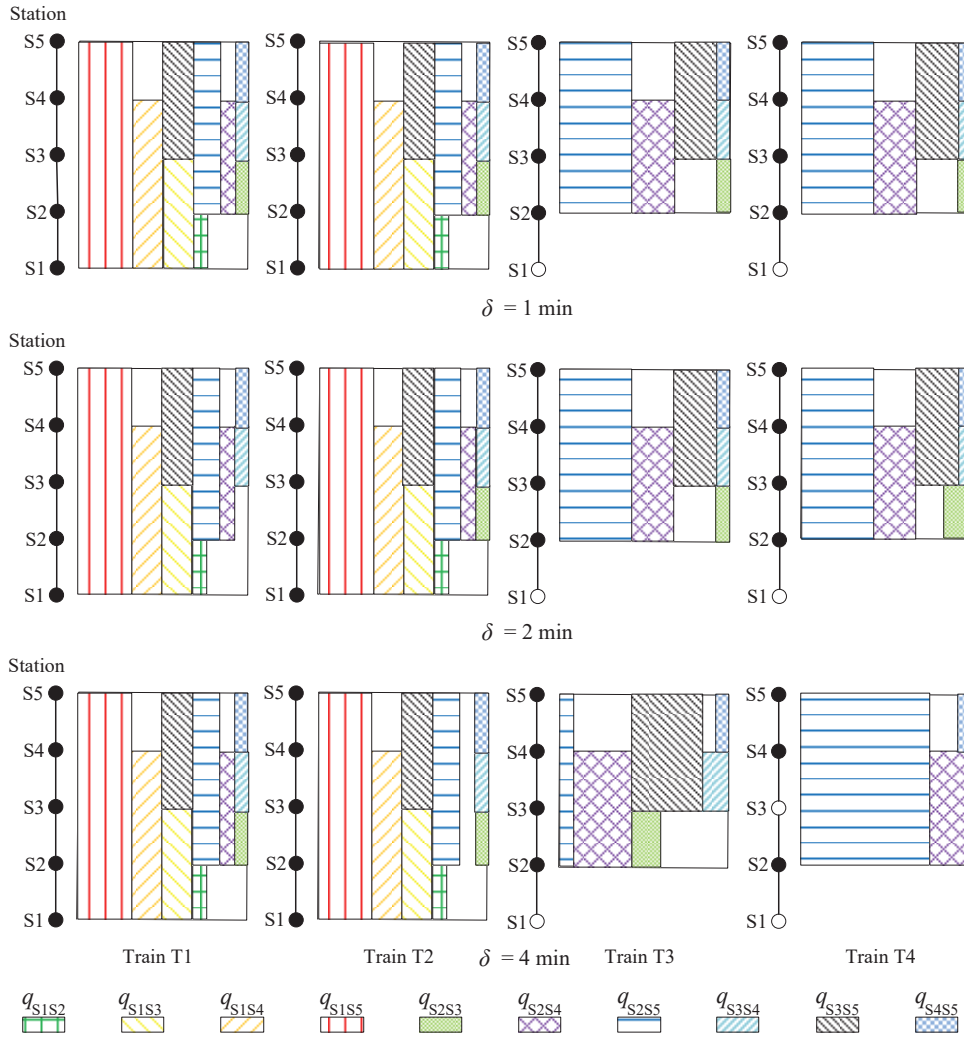 Station
S5 S5 S5 S5
S4 S4 S4 S4
S3 S3 S3 S3
S2 S2 S2 S2
S1 S1 S1 S1
δ = 1 min
Station
S5 S5 S5 S5
S4 S4 S4 S4
S3 S3 S3 S3
S2 S2 S2 S2
S1 S1 S1 S1
δ = 2 min
Station
S5 S5 S5 S5
S4 S4 S4 S4
S3 S3 S3 S3
S2 S2 S2 S2
S1 S1 S1 S1
Train T1 Train T2 δ = 4 min Train T3 Train T4
qS1S2 qS1S3 qS1S4 qS1S5 qS2S3 qS2S4 qS2S5 qS3S4 qS3S5 qS4S5